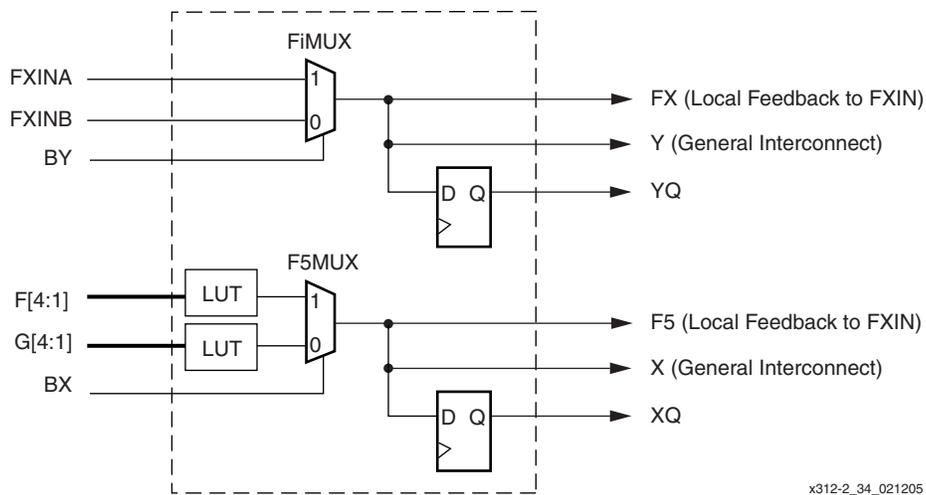 FiMUX
FXINA
1
FX (Local Feedback to FXIN)
FXINB
0
Y (General Interconnect)
BY
D Q
YQ
F5MUX
F[4:1]
LUT
1
F5 (Local Feedback to FXIN)
G[4:1]
LUT
0
X (General Interconnect)
BX
D Q
XQ
x312-2_34_021205